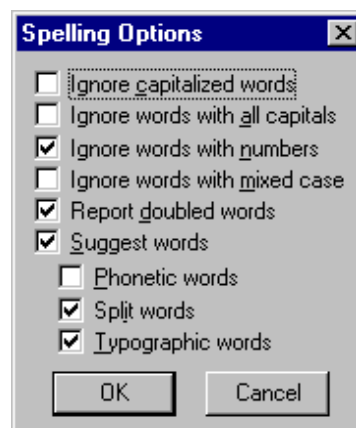 Spelling Options
Ignore capitalized words
Ignore words with all capitals
Ignore words with numbers
Ignore words with mixed case
Report doubled words
Suggest words
Phonetic words
Split words
Typographic words
OK Cancel